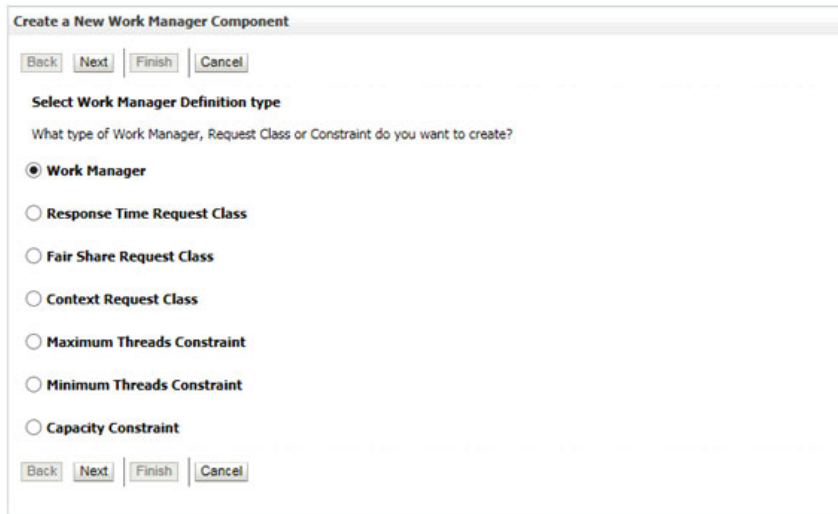 Create a New Work Manager Component
Back Next Finish Cancel
Select Work Manager Definition type
What type of Work Manager, Request Class or Constraint do you want to create?
Work Manager
Response Time Request Class
Fair Share Request Class
Context Request Class
Maximum Threads Constraint
Minimum Threads Constraint
Capacity Constraint
Back Next Finish Cancel